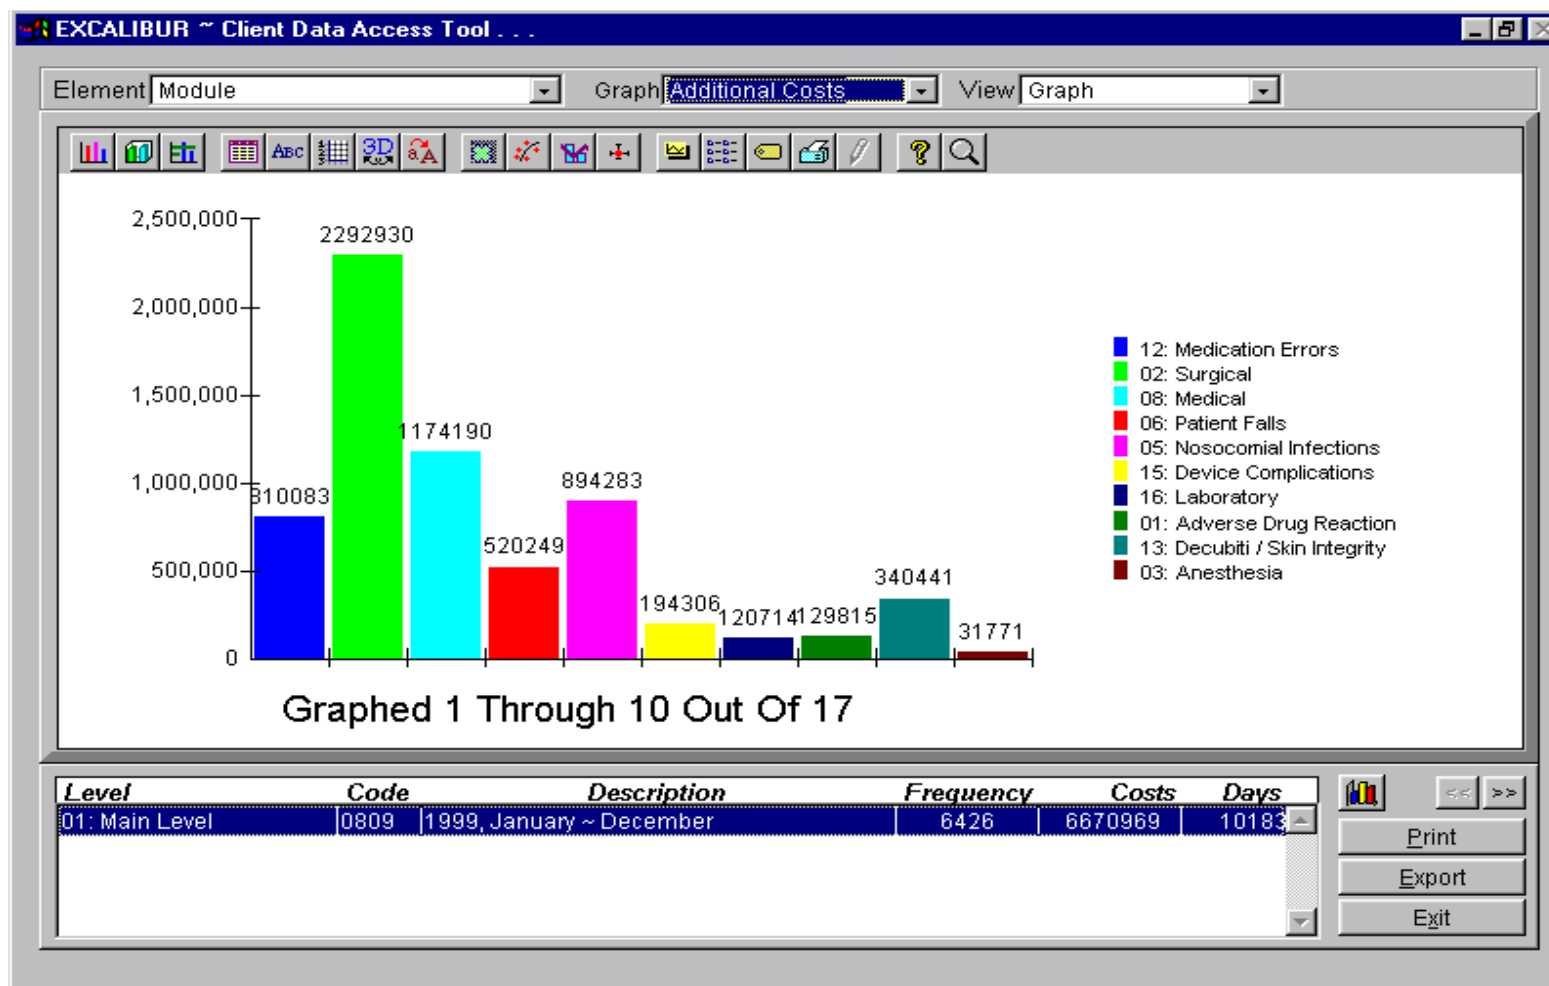 EXCALIBUR ~ Client Data Access Tool . . .
Element Module Graph Additional Costs View Graph
ABC 3D aA ?
2,500,000
2,000,000
1,500,000
1,000,000
500,000
0
810083
2292930
1174190
520249
894283
194306
120714
129815
340441
31771
Graphed 1 Through 10 Out Of 17
12: Medication Errors
02: Surgical
08: Medical
06: Patient Falls
05: Nosocomial Infections
15: Device Complications
16: Laboratory
01: Adverse Drug Reaction
13: Decubiti / Skin Integrity
03: Anesthesia
Level Code Description Frequency Costs Days
01: Main Level 0809 1999, January ~ December 6426 6670969 10183
<< >>
Print
Export
Exit